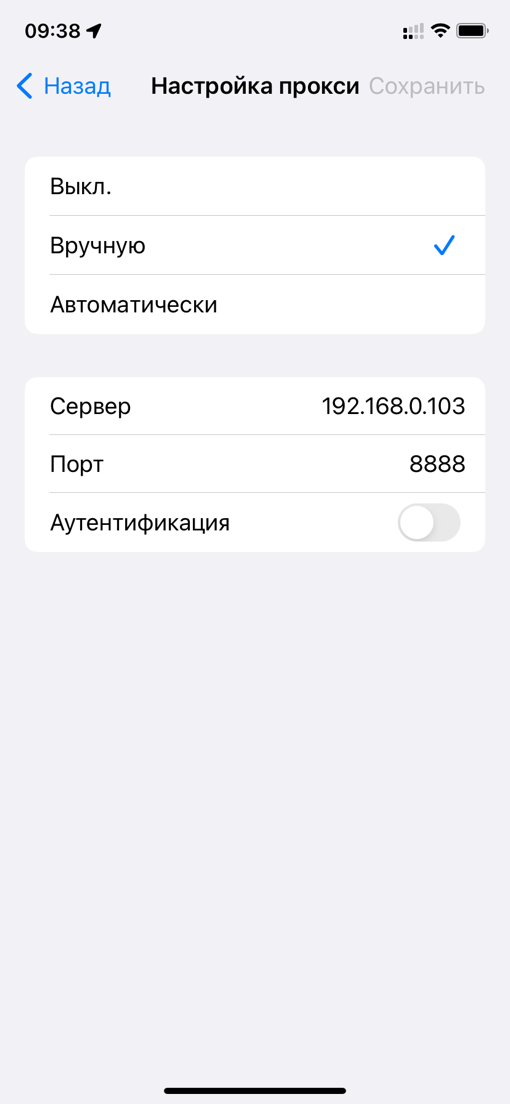 09:38
Назад Настройка прокси Сохранить
Выкл.
Вручную
Автоматически
Сервер 192.168.0.103
Порт 8888
Аутентификация